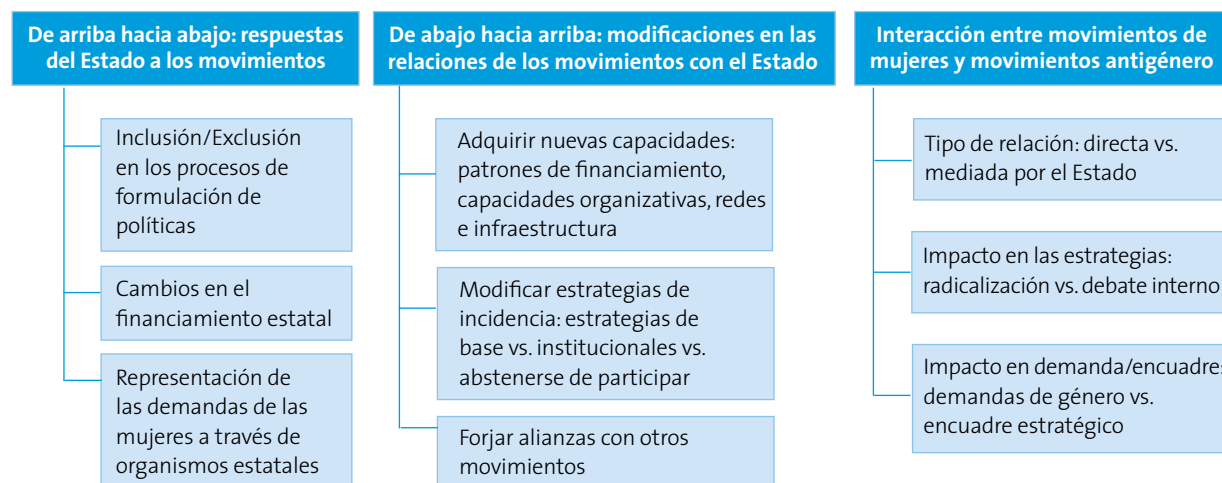 De arriba hacia abajo: respuestas
del Estado a los movimientos
Inclusión/Exclusión
en los procesos de
formulación de
políticas
Cambios en el
financiamiento estatal
Representación de
las demandas de las
mujeres a través de
organismos estatales
De abajo hacia arriba: modificaciones en las
relaciones de los movimientos con el Estado
Adquirir nuevas capacidades:
patrones de financiamiento,
capacidades organizativas, redes
e infraestructura
Modificar estrategias de
incidencia: estrategias de
base vs. institucionales vs.
abstenerse de participar
Forjar alianzas con otros
movimientos
Interacción entre movimientos de
mujeres y movimientos antigénero
Tipo de relación: directa vs.
mediada por el Estado
Impacto en las estrategias:
radicalización vs. debate interno
Impacto en demanda/encuadre:
demandas de género vs.
encuadre estratégico